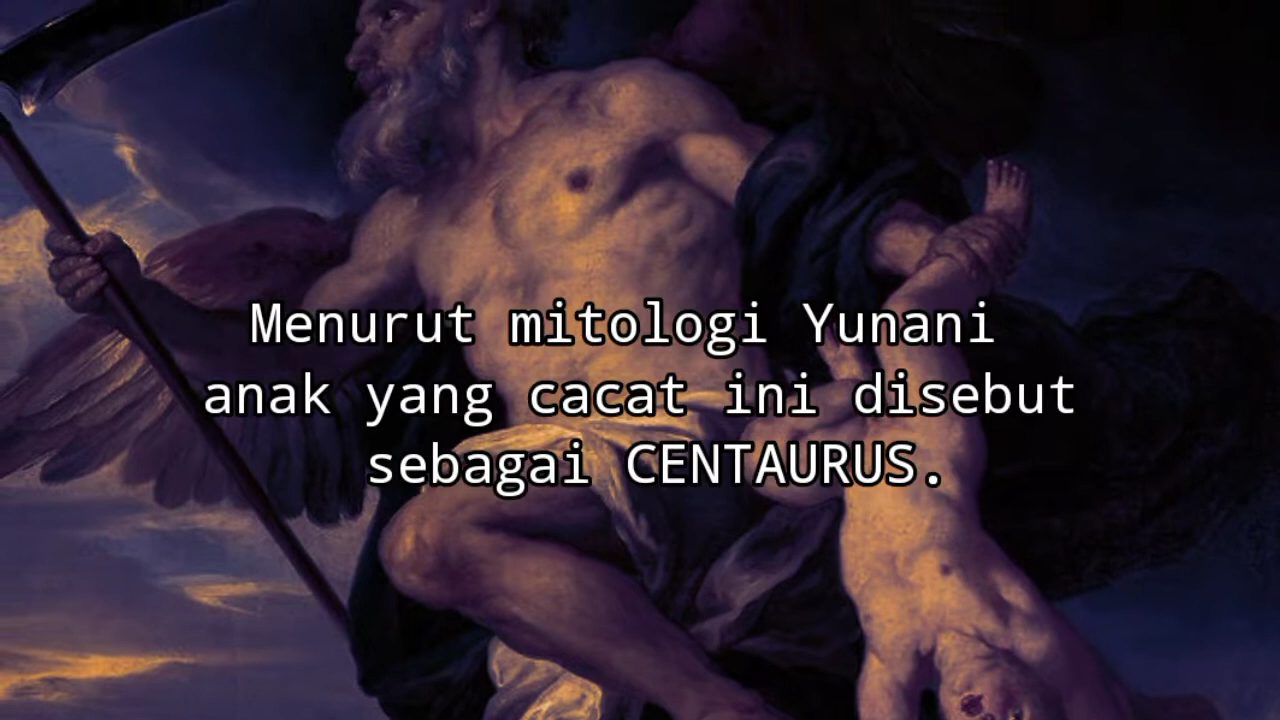 Menurut mitologi Yunani
anak yang cacat ini disebut
sebagai CENTAURUS.